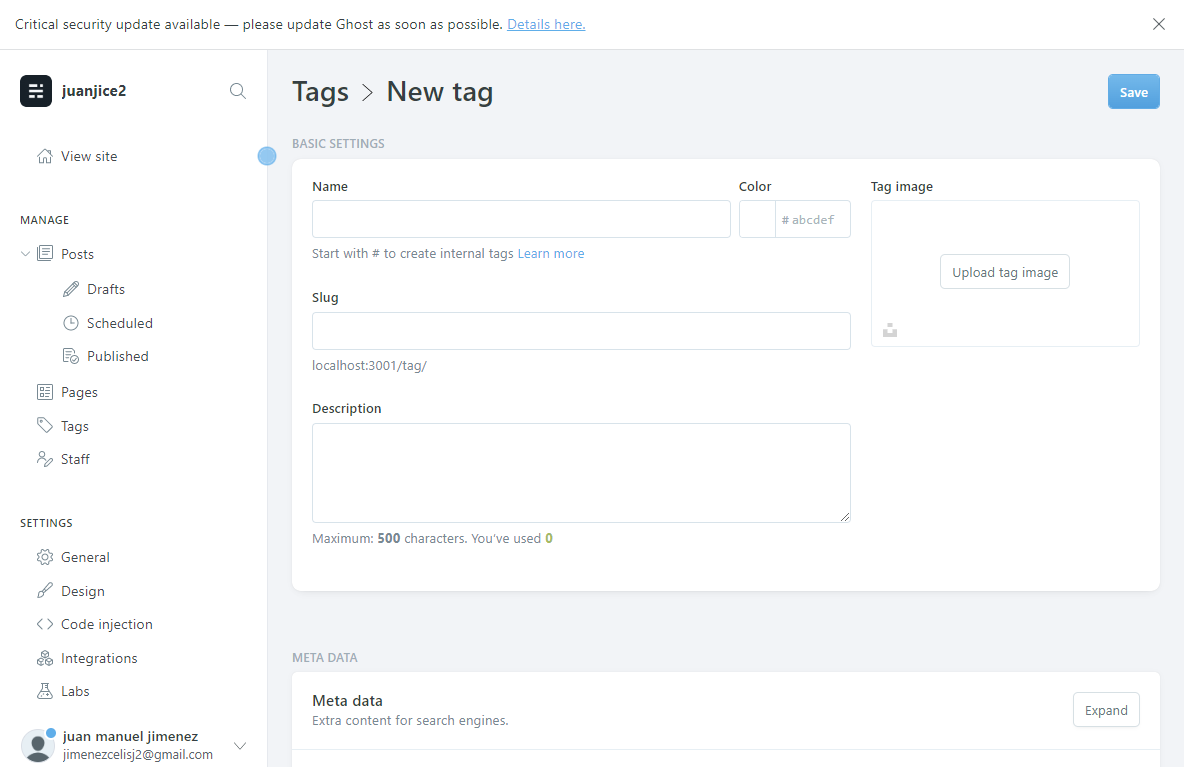 Critical security update available — please update Ghost as soon as possible. Details here.
juanjice2
View site
MANAGE
Posts
Drafts
Scheduled
Published
Pages
Tags
Staff
SETTINGS
General
Design
Code injection
Integrations
Labs
juan manuel jimenez
jimenezcelisj2@gmail.com
Tags > New tag
Save
BASIC SETTINGS
Name
Color
# abcdef
Start with # to create internal tags Learn more
Slug
localhost:3001/tag/
Description
Maximum: 500 characters. You've used 0
Tag image
Upload tag image
META DATA
Meta data
Extra content for search engines.
Expand